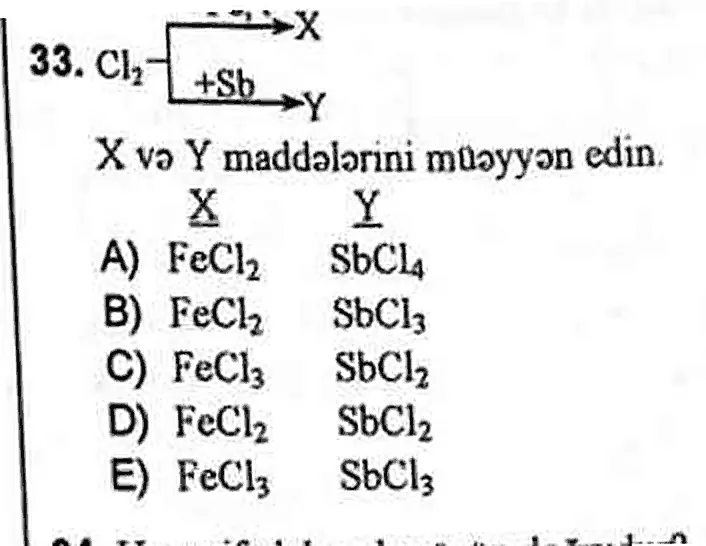 X
33. Cl₂
+Sb
Y
X və Y maddələrini müəyyən edin.
X Y
A) FeCl₂ SbCl₄
B) FeCl₂ SbCl₃
C) FeCl₃ SbCl₂
D) FeCl₂ SbCl₂
E) FeCl₃ SbCl₃